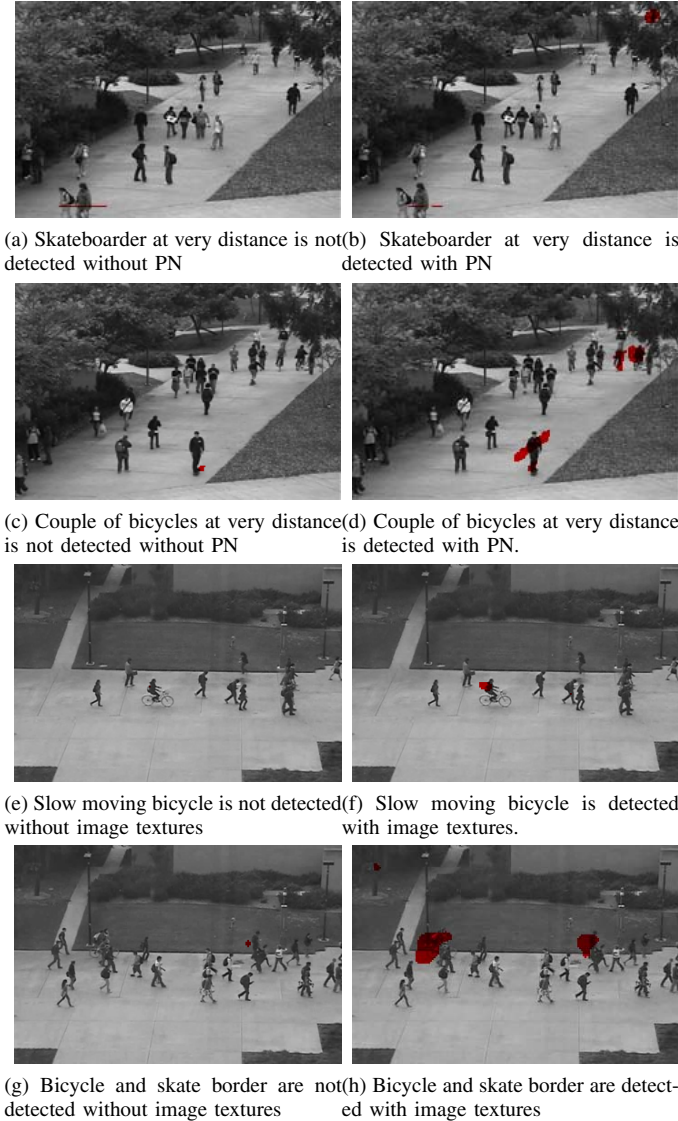 (a) Skateboarder at very distance is not
detected without PN
(b) Skateboarder at very distance is
detected with PN
(c) Couple of bicycles at very distance
is not detected without PN
(d) Couple of bicycles at very distance
is detected with PN.
(e) Slow moving bicycle is not detected
without image textures
(f) Slow moving bicycle is detected
with image textures.
(g) Bicycle and skate border are not
detected without image textures
(h) Bicycle and skate border are detect-
ed with image textures